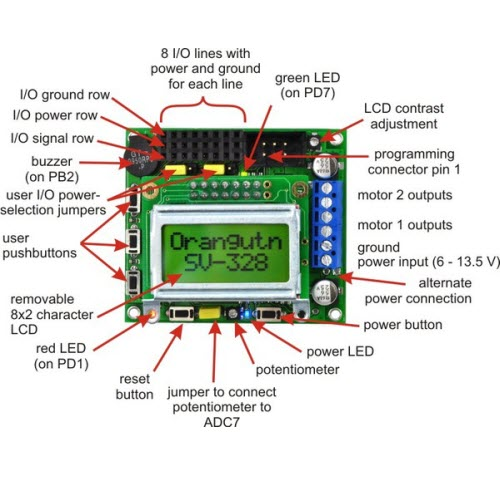 8 I/O lines with
power and ground
for each line
green LED
(on PD7)
I/O ground row
I/O power row
I/O signal row
LCD contrast
adjustment
buzzer
(on PB2)
programming
connector pin 1
user I/O power-
selection jumpers
motor 2 outputs
motor 1 outputs
user
pushbuttons
ground
power input (6 - 13.5 V)
Orangutn
SV-328
alternate
power connection
removable
8x2 character
LCD
power button
red LED
(on PD1)
power LED
potentiometer
reset
button
jumper to connect
potentiometer to
ADC7